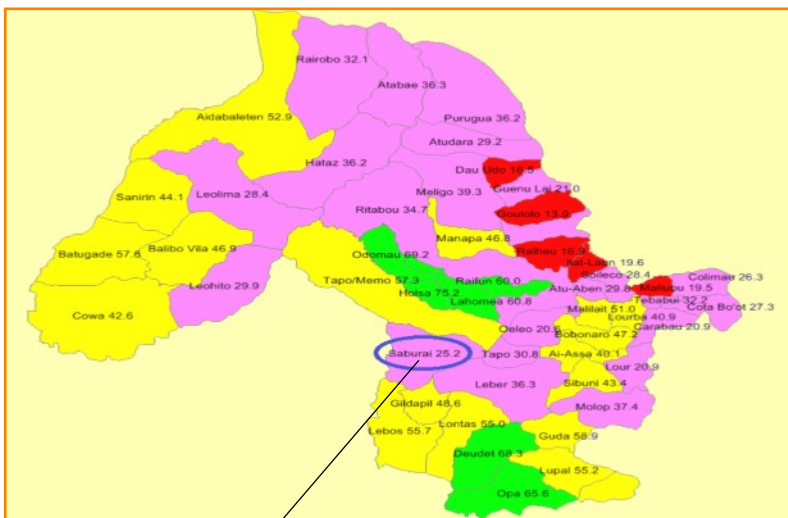 Rairobo 32.1
Atabae 36.3
Purugua 36.2
Aidabaleten 52.9
Atudara 29.2
Hataz 36.2
Dau Udo 16.5
Guenu Lai 21.0
Meligo 39.3
Leolima 28.4
Sanirin 44.1
Ritabou 34.7
Goulolo 13.9
Manapa 46.8
Balibo Vila 46.9
Batugade 57.6
Odomau 69.2
Raiheu 16.9
Ilat-Laun 19.6
Soileco 28.4
Colimau 26.3
Tapo/Memo 57.3
Raifun 60.0
Holsa 75.2
Atu-Aben 29.8
Maliubu 19.5
Leohito 29.9
Lahomea 60.8
Tebabui 32.2
Cota Bo'ot 27.3
Malilait 51.0
Lourba 40.9
Cowa 42.6
Oeleo 20.6
Bobonaro 47.2
Carabau 20.9
Saburai 25.2
Tapo 30.8
Ai-Assa 40.1
Lour 20.9
Leber 36.3
Sibuni 43.4
Gildapil 48.6
Molop 37.4
Lontas 55.0
Lebos 55.7
Guda 58.9
Deudet 68.3
Lupal 55.2
Opa 65.6